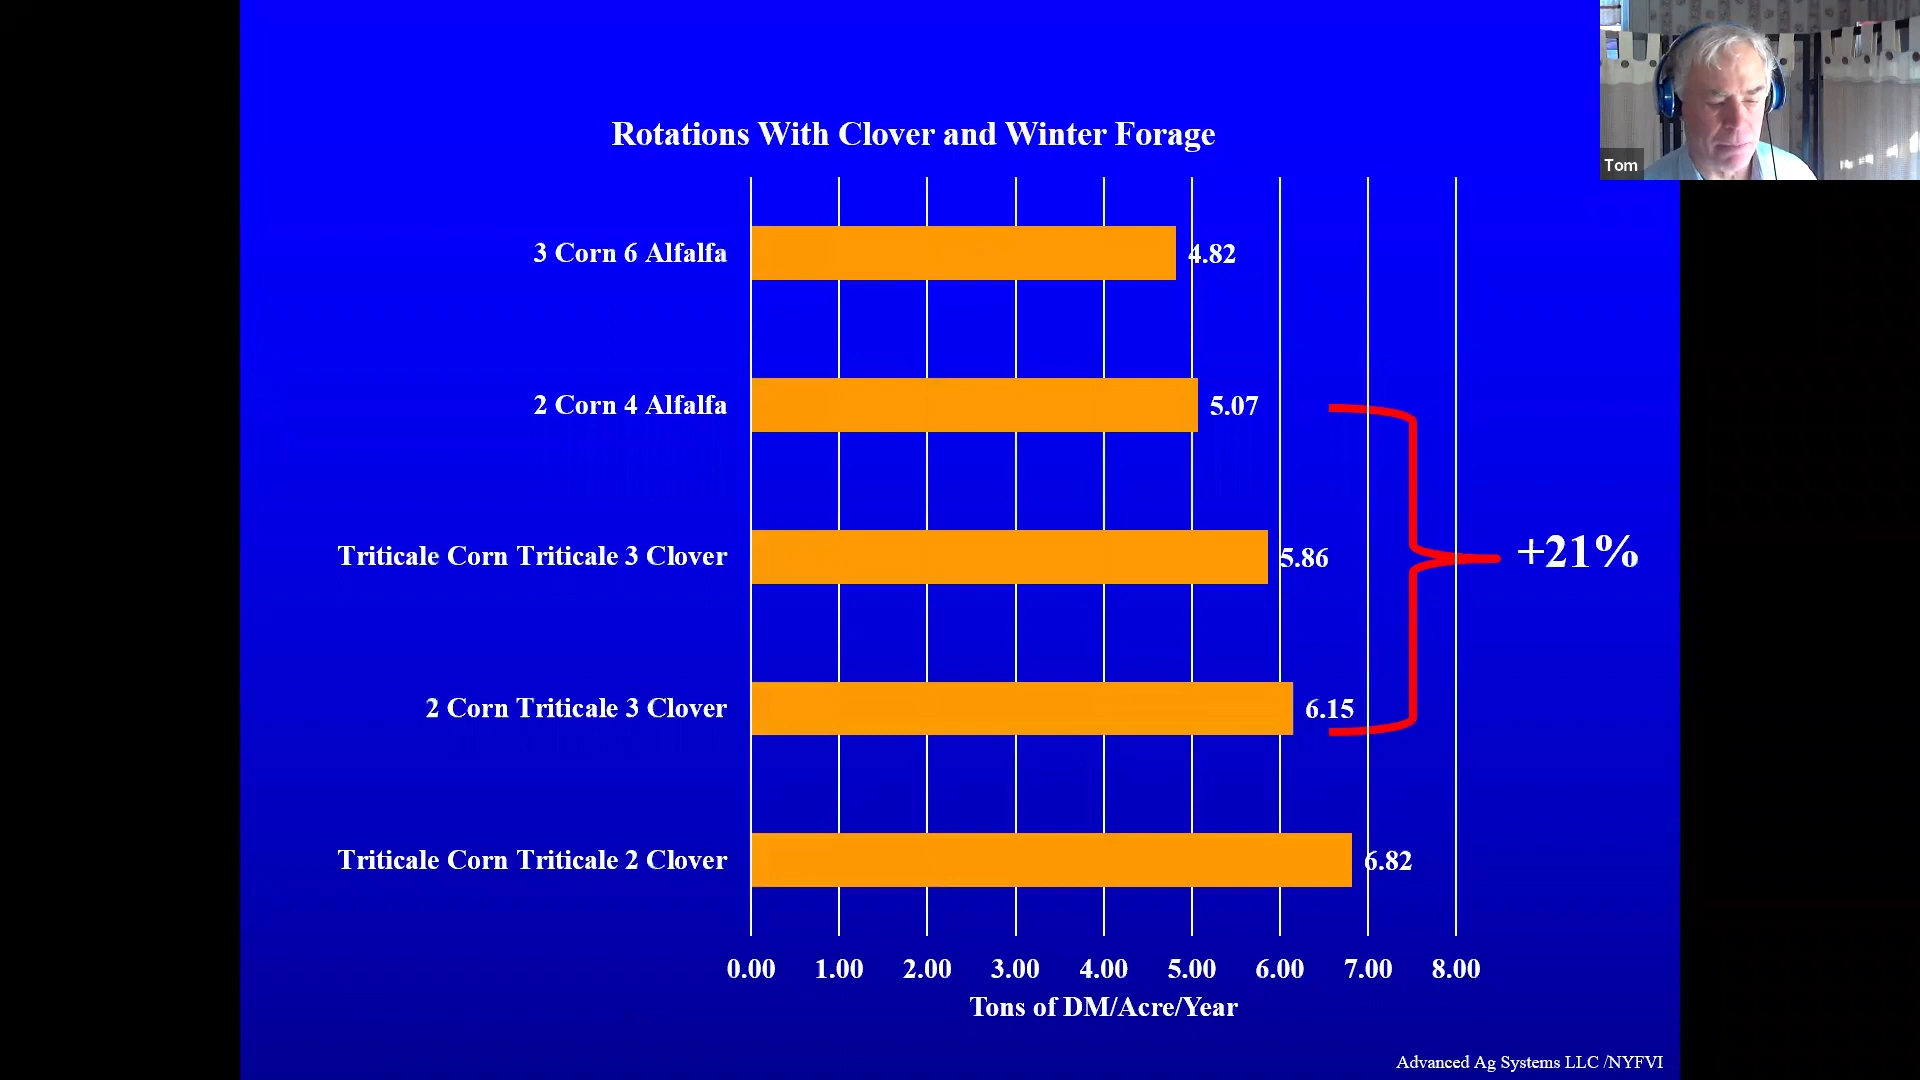 Tom
Rotations With Clover and Winter Forage
3 Corn 6 Alfalfa
4.82
2 Corn 4 Alfalfa
5.07
Triticale Corn Triticale 3 Clover
5.86
+21%
2 Corn Triticale 3 Clover
6.15
Triticale Corn Triticale 2 Clover
6.82
0.00 1.00 2.00 3.00 4.00 5.00 6.00 7.00 8.00
Tons of DM/Acre/Year
Advanced Ag Systems LLC /NYFVI